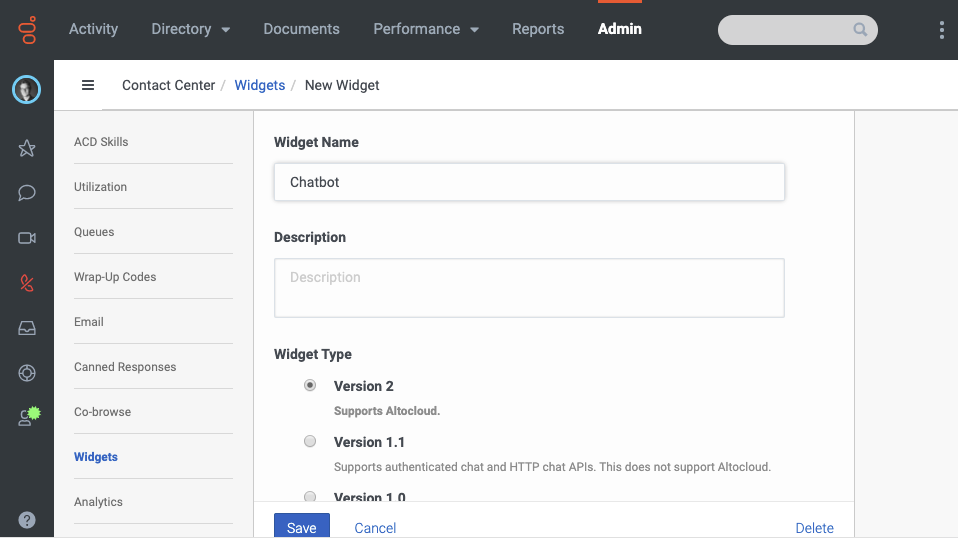 Activity Directory Documents Performance Reports Admin
Contact Center / Widgets / New Widget
ACD Skills
Utilization
Queues
Wrap-Up Codes
Email
Canned Responses
Co-browse
Widgets
Analytics
Widget Name
Chatbot
Description
Description
Widget Type
Version 2
Supports Altocloud.
Version 1.1
Supports authenticated chat and HTTP chat APIs. This does not support Altocloud.
Version 1.0
Save Cancel Delete
?